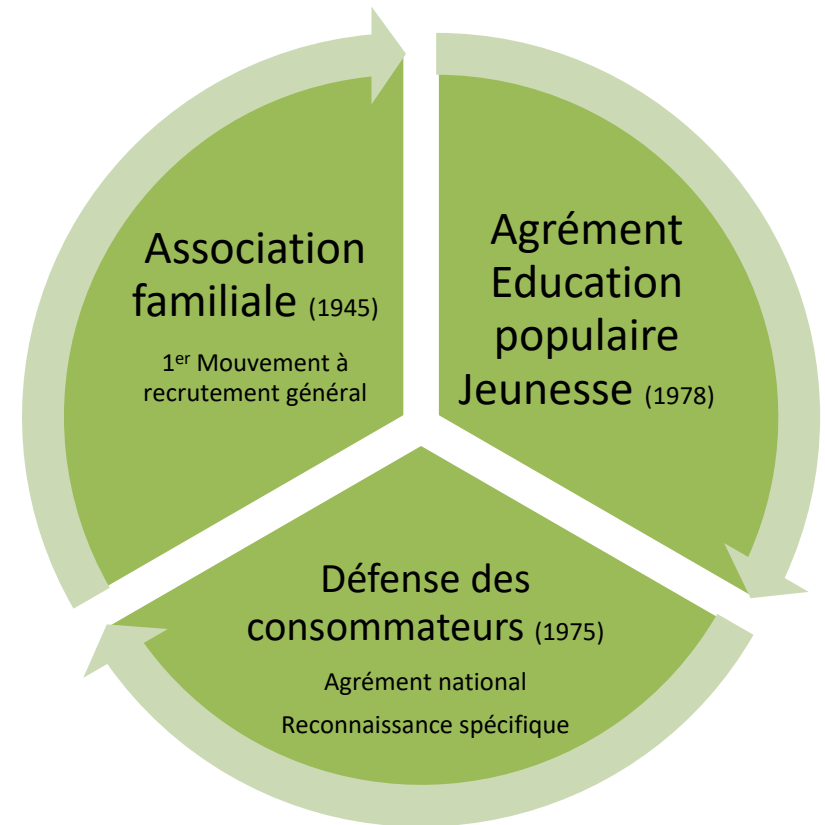 Association
familiale (1945)
1er Mouvement à
recrutement général
Agrément
Education
populaire
Jeunesse (1978)
Défense des
consommateurs (1975)
Agrément national
Reconnaissance spécifique